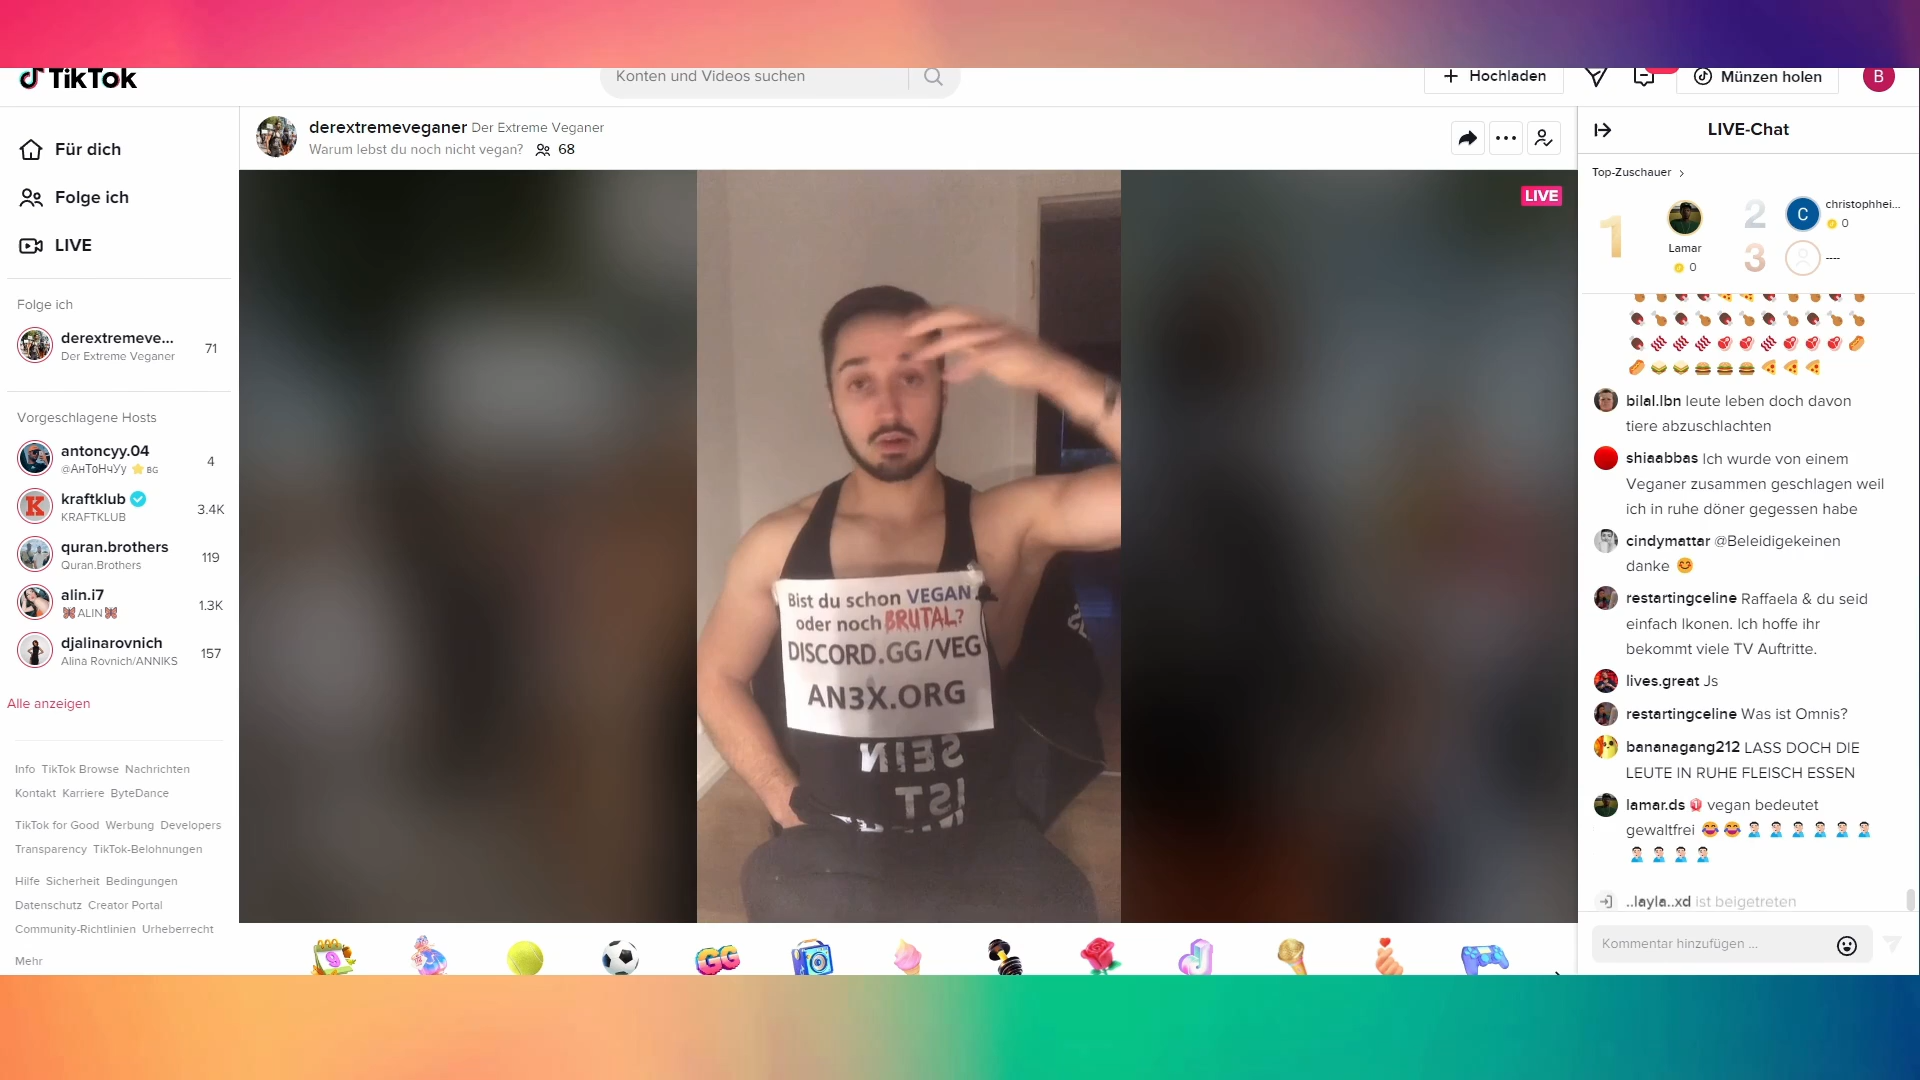 TikTok
Konten und Videos suchen
Hochladen
Münzen holen
B
Für dich
Folge ich
LIVE
Folge ich
derextremeve...
Der Extreme Veganer
71
Vorgeschlagene Hosts
antoncyy.04
@АнТоНчУу ⭐ BG
4
kraftklub
KRAFTKLUB
3.4K
quran.brothers
Quran.Brothers
119
alin.i7
🦋ALIN🦋
1.3K
djalinarovnich
Alina Rovnich/ANNIKS
157
Alle anzeigen
Info TikTok Browse Nachrichten
Kontakt Karriere ByteDance
TikTok for Good Werbung Developers
Transparency TikTok-Belohnungen
Hilfe Sicherheit Bedingungen
Datenschutz Creator Portal
Community-Richtlinien Urheberrecht
Mehr
derextremeveganer Der Extreme Veganer
Warum lebst du noch nicht vegan? 68
LIVE
Bist du schon VEGAN
oder noch BRUTAL?
DISCORD.GG/VEG
AN3X.ORG
SEIN
IST
GG
LIVE-Chat
Top-Zuschauer
1
Lamar
0
2
C
christophhei...
0
3
----
bilal.lbn leute leben doch davon
tiere abzuschlachten
shiaabbas Ich wurde von einem
Veganer zusammen geschlagen weil
ich in ruhe döner gegessen habe
cindymattar @Beleidigekeinen
danke 😊
restartingceline Raffaela & du seid
einfach Ikonen. Ich hoffe ihr
bekommt viele TV Auftritte.
lives.great Js
restartingceline Was ist Omnis?
bananagang212 LASS DOCH DIE
LEUTE IN RUHE FLEISCH ESSEN
lamar.ds vegan bedeutet
gewaltfrei 😂😂🤦🏻‍♂️🤦🏻‍♂️🤦🏻‍♂️🤦🏻‍♂️🤦🏻‍♂️🤦🏻‍♂️
🤦🏻‍♂️🤦🏻‍♂️🤦🏻‍♂️🤦🏻‍♂️
..layla..xd ist beigetreten
Kommentar hinzufügen ...